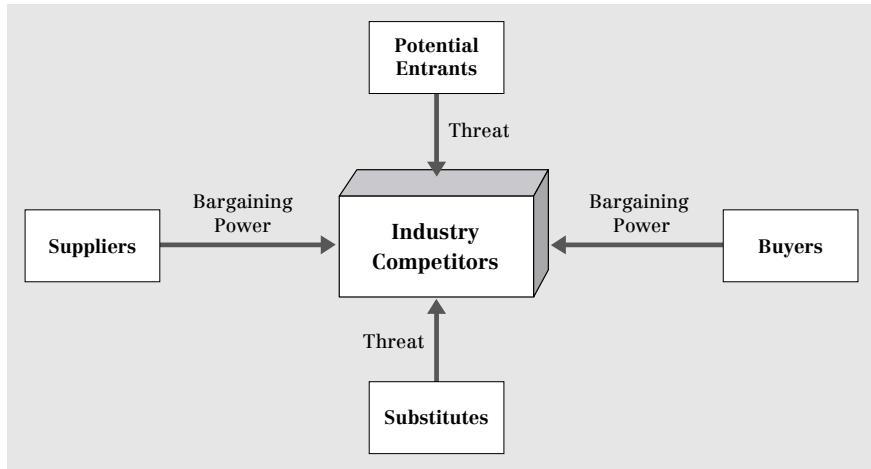 Potential
Entrants
Threat
Bargaining
Power
Bargaining
Power
Suppliers
Industry
Competitors
Buyers
Threat
Substitutes